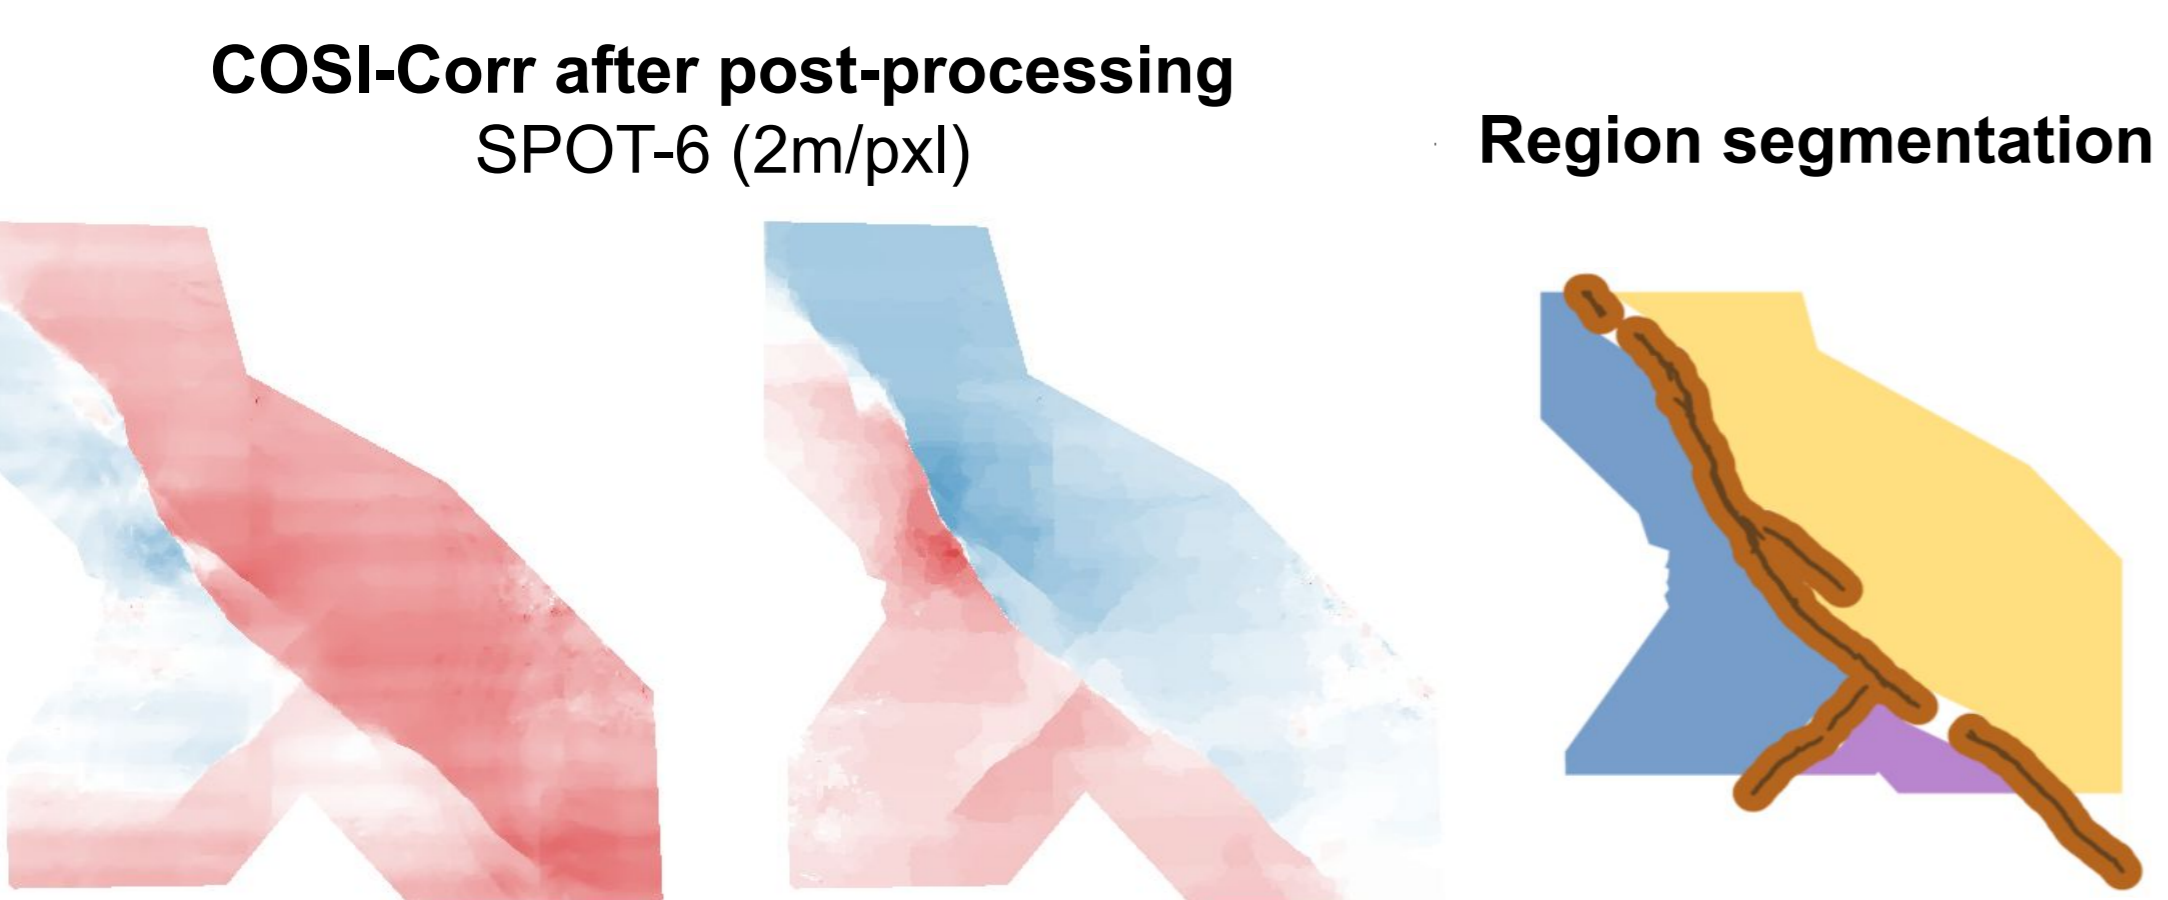 COSI-Corr after post-processing
SPOT-6 (2m/pxl)
Region segmentation